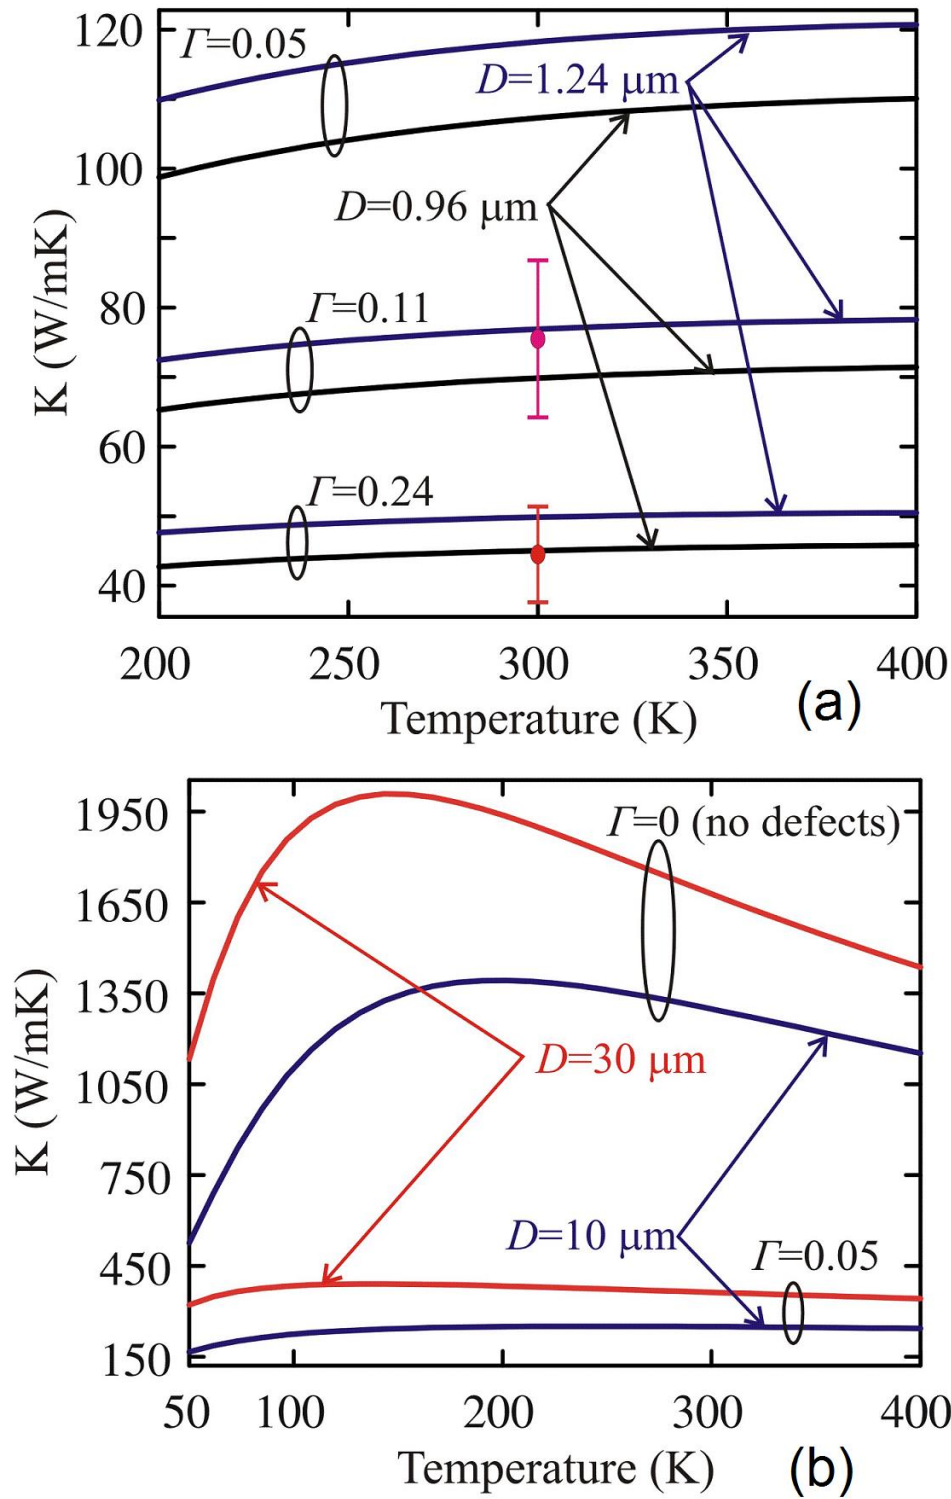 120
Γ=0.05
D=1.24 μm
100
D=0.96 μm
K (W/mK)
80
Γ=0.11
60
Γ=0.24
40
200 250 300 350 400
Temperature (K)
(a)
1950
Γ=0 (no defects)
1650
1350
K (W/mK)
1050
D=30 μm
750
D=10 μm
450
Γ=0.05
150
50 100 200 300 400
Temperature (K)
(b)